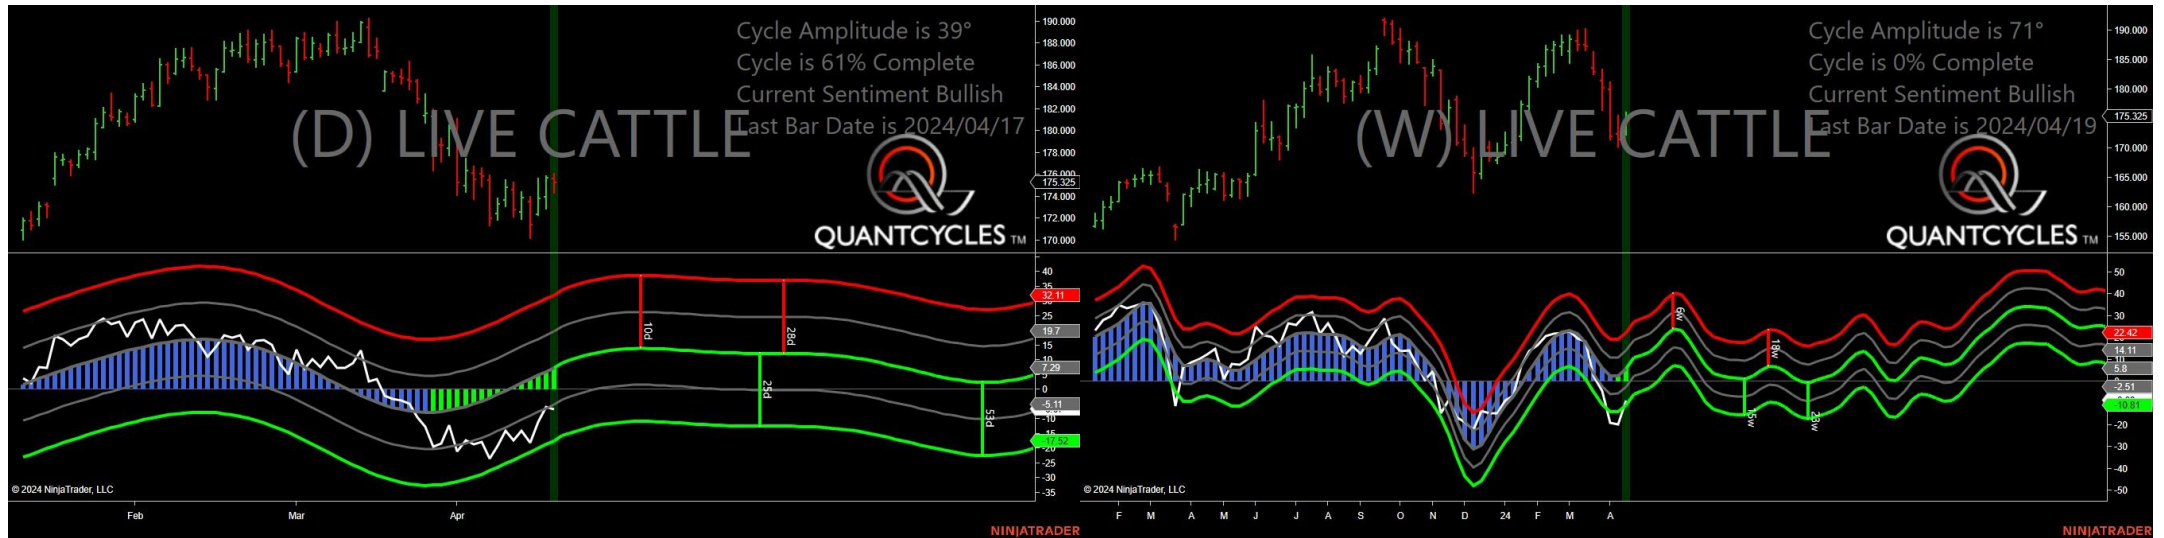 Cycle Amplitude is 39°
Cycle is 61% Complete
Current Sentiment Bullish
Last Bar Date is 2024/04/17
(D) LIVE CATTLE
QUANTCYCLES TM
190.000
188.000
186.000
184.000
182.000
180.000
178.000
176.000
175.325
174.000
172.000
170.000
40
35
32.11
25
19.7
15
10
7.29
5
0
-5.11
-10
-15
-17.52
-20
-25
-30
-35
10d
28d
25d
53d
© 2024 NinjaTrader, LLC
Feb Mar Apr
NINJATRADER
Cycle Amplitude is 71°
Cycle is 0% Complete
Current Sentiment Bullish
Last Bar Date is 2024/04/19
(W) LIVE CATTLE
QUANTCYCLES TM
190.000
185.000
180.000
175.325
170.000
165.000
160.000
155.000
50
40
30
22.42
14.11
10
5.8
-2.51
-10.81
-20
-30
-40
-50
6w
18w
15w
23w
© 2024 NinjaTrader, LLC
F M A M J J A S O N D 24 F M A
NINJATRADER